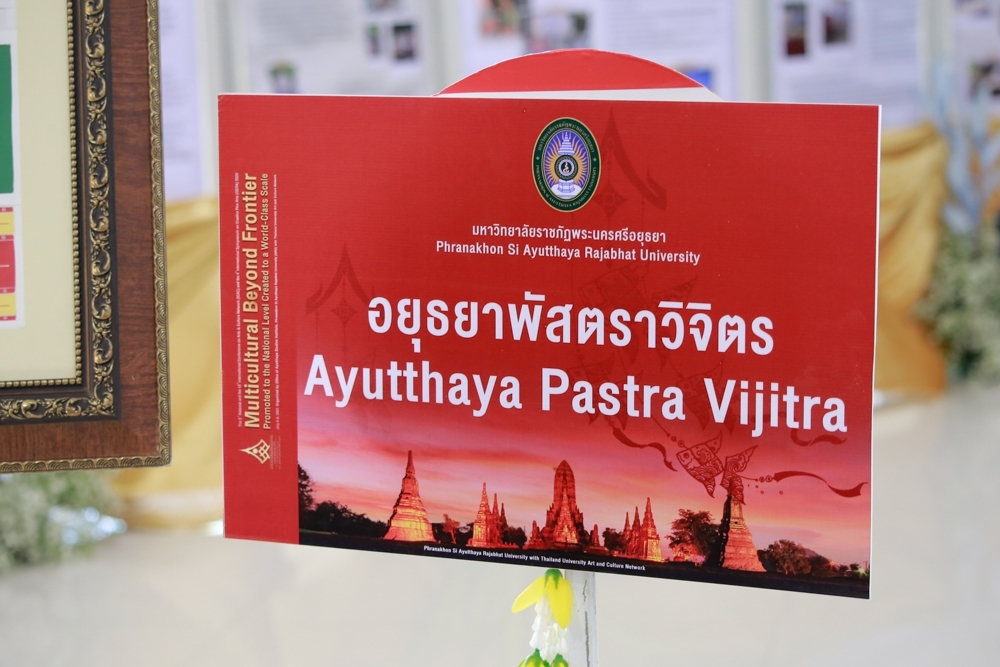 มหาวิทยาลัยราชภัฏพระนครศรีอยุธยา
Phranakhon Si Ayutthaya Rajabhat University
อยุธยาพัสตราวิจิตร
Ayutthaya Pastra Vijitra
Multicultural Beyond Frontier
Promoted to the National Level Created to a World-Class Scale
Phranakhon Si Ayutthaya Rajabhat University with Thailand University Art and Culture Network